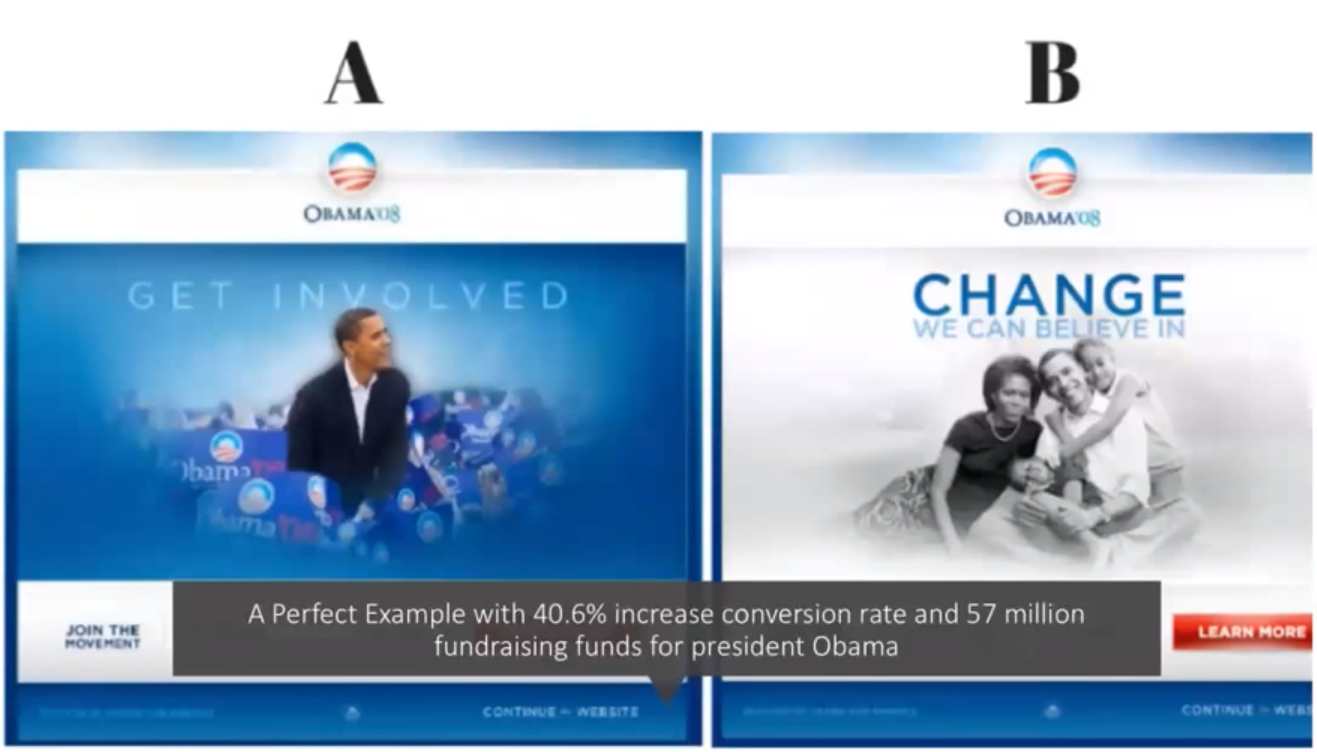 A
B
OBAMA'08
OBAMA'08
GET INVOLVED
CHANGE
WE CAN BELIEVE IN
Obama
Obama
JOIN THE
MOVEMENT
A Perfect Example with 40.6% increase conversion rate and 57 million
fundraising funds for president Obama
LEARN MORE
CONTINUE TO WEBSITE
CONTINUE TO WEBS